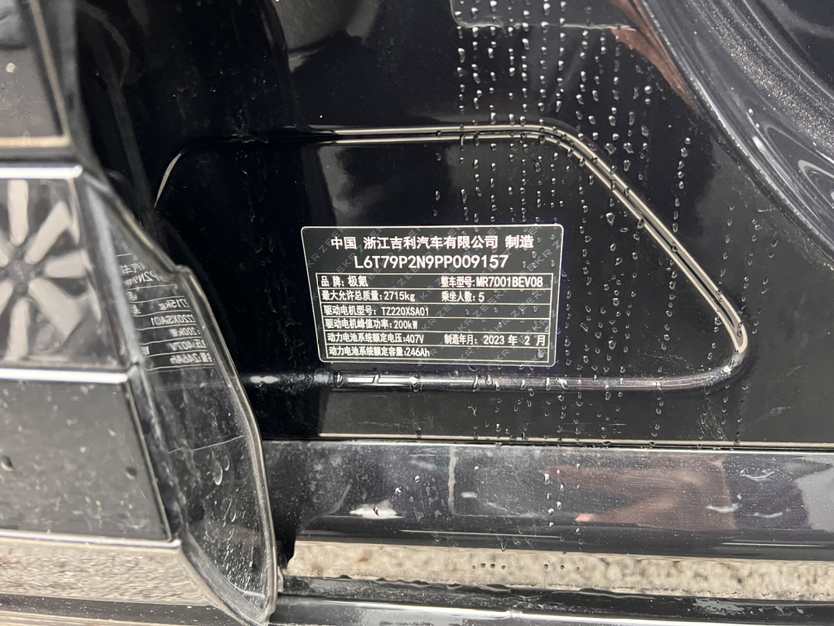 中国 浙江吉利汽车有限公司 制造
L6T79P2N9PP009157
品 牌: 极氪 整车型号: MR7001BEV08
最大允许总质量: 2715kg 乘坐人数: 5
驱动电机型号: TZ220XSA01
驱动电机峰值功率: 200kW
动力电池系统额定电压: 407V 制造年月: 2023 年 2 月
动力电池系统额定容量: 246Ah